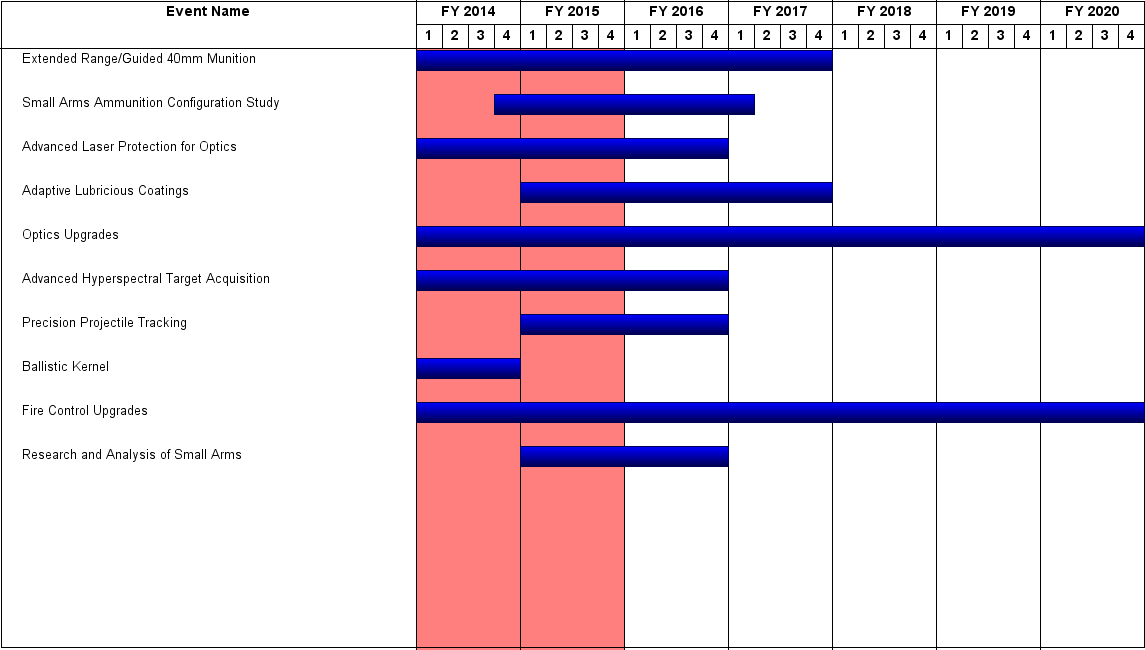 Event Name FY 2014 FY 2015 FY 2016 FY 2017 FY 2018 FY 2019 FY 2020
1 2 3 4 1 2 3 4 1 2 3 4 1 2 3 4 1 2 3 4 1 2 3 4 1 2 3 4
Extended Range/Guided 40mm Munition
Small Arms Ammunition Configuration Study
Advanced Laser Protection for Optics
Adaptive Lubricious Coatings
Optics Upgrades
Advanced Hyperspectral Target Acquisition
Precision Projectile Tracking
Ballistic Kernel
Fire Control Upgrades
Research and Analysis of Small Arms